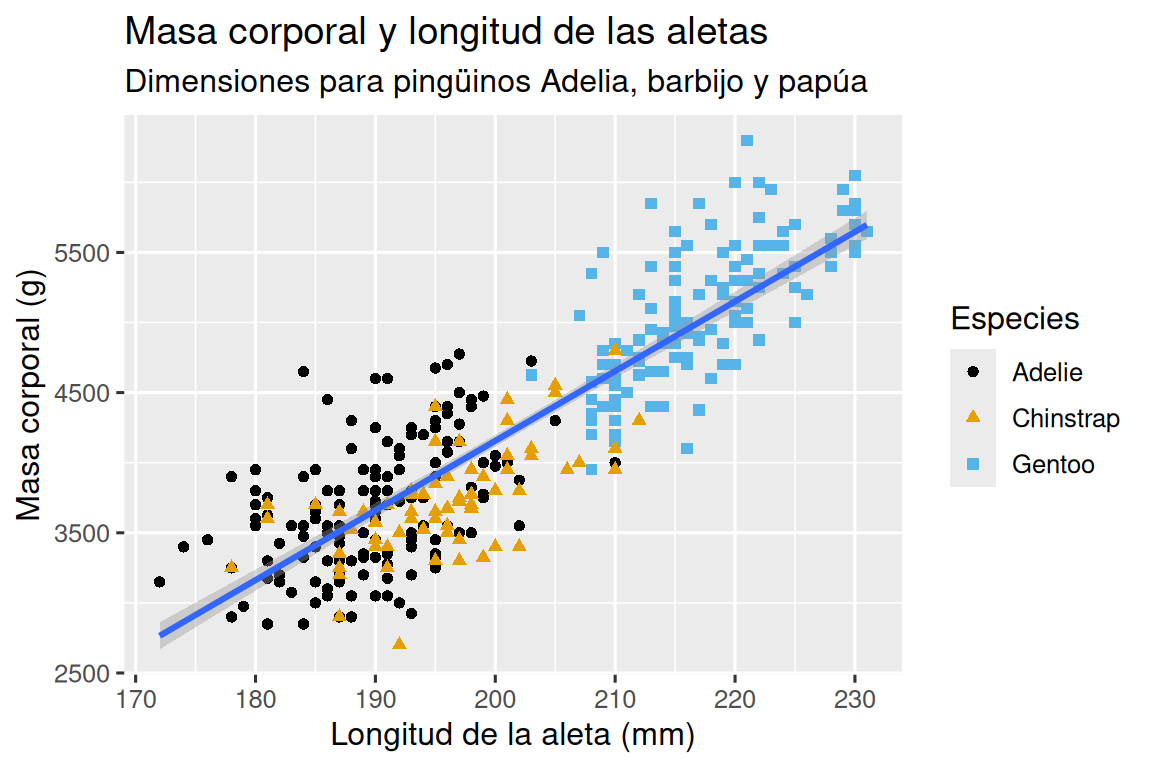 Masa corporal y longitud de las aletas
Dimensiones para pingüinos Adelia, barbijo y papúa
Masa corporal (g)
5500
4500
3500
2500
170 180 190 200 210 220 230
Longitud de la aleta (mm)
Especies
Adelie
Chinstrap
Gentoo